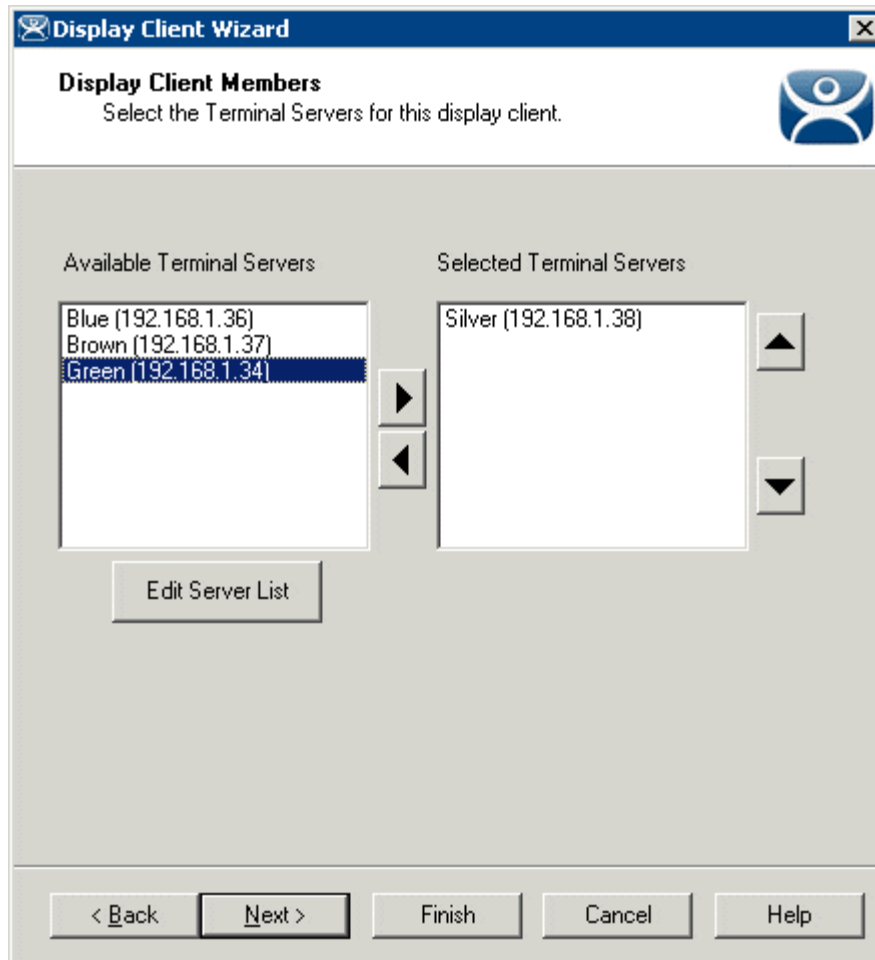 Display Client Wizard
Display Client Members
Select the Terminal Servers for this display client.
Available Terminal Servers
Selected Terminal Servers
Blue (192.168.1.36)
Brown (192.168.1.37)
Green (192.168.1.34)
Silver (192.168.1.38)
Edit Server List
< Back
Next >
Finish
Cancel
Help